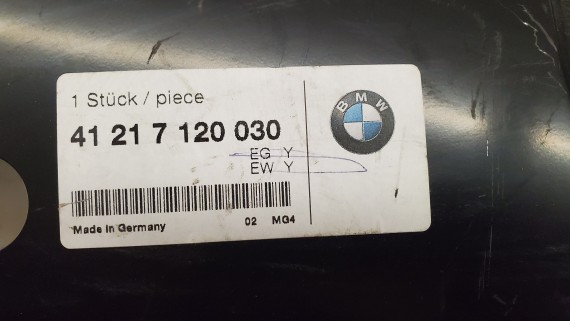 1 Stück / piece
41 21 7 120 030
EG Y
EW Y
Made in Germany 02 MG4
BMW